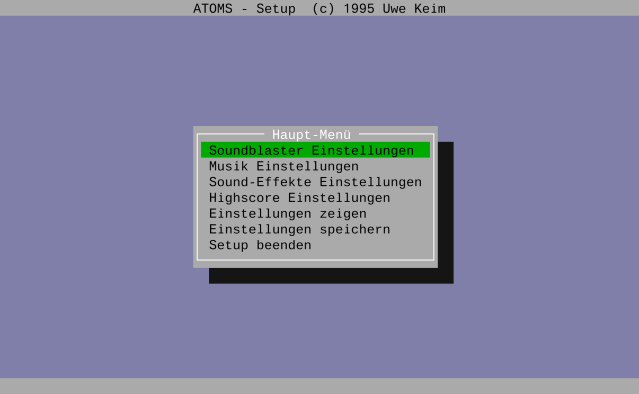 ATOMS - Setup  (c) 1995 Uwe Keim
Haupt-Menü
Soundblaster Einstellungen
Musik Einstellungen
Sound-Effekte Einstellungen
Highscore Einstellungen
Einstellungen zeigen
Einstellungen speichern
Setup beenden